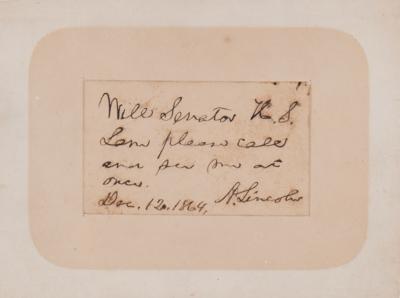 Will Senator H. S.
Lane please call
and see me at
once.
Dec. 12. 1864. A. Lincoln